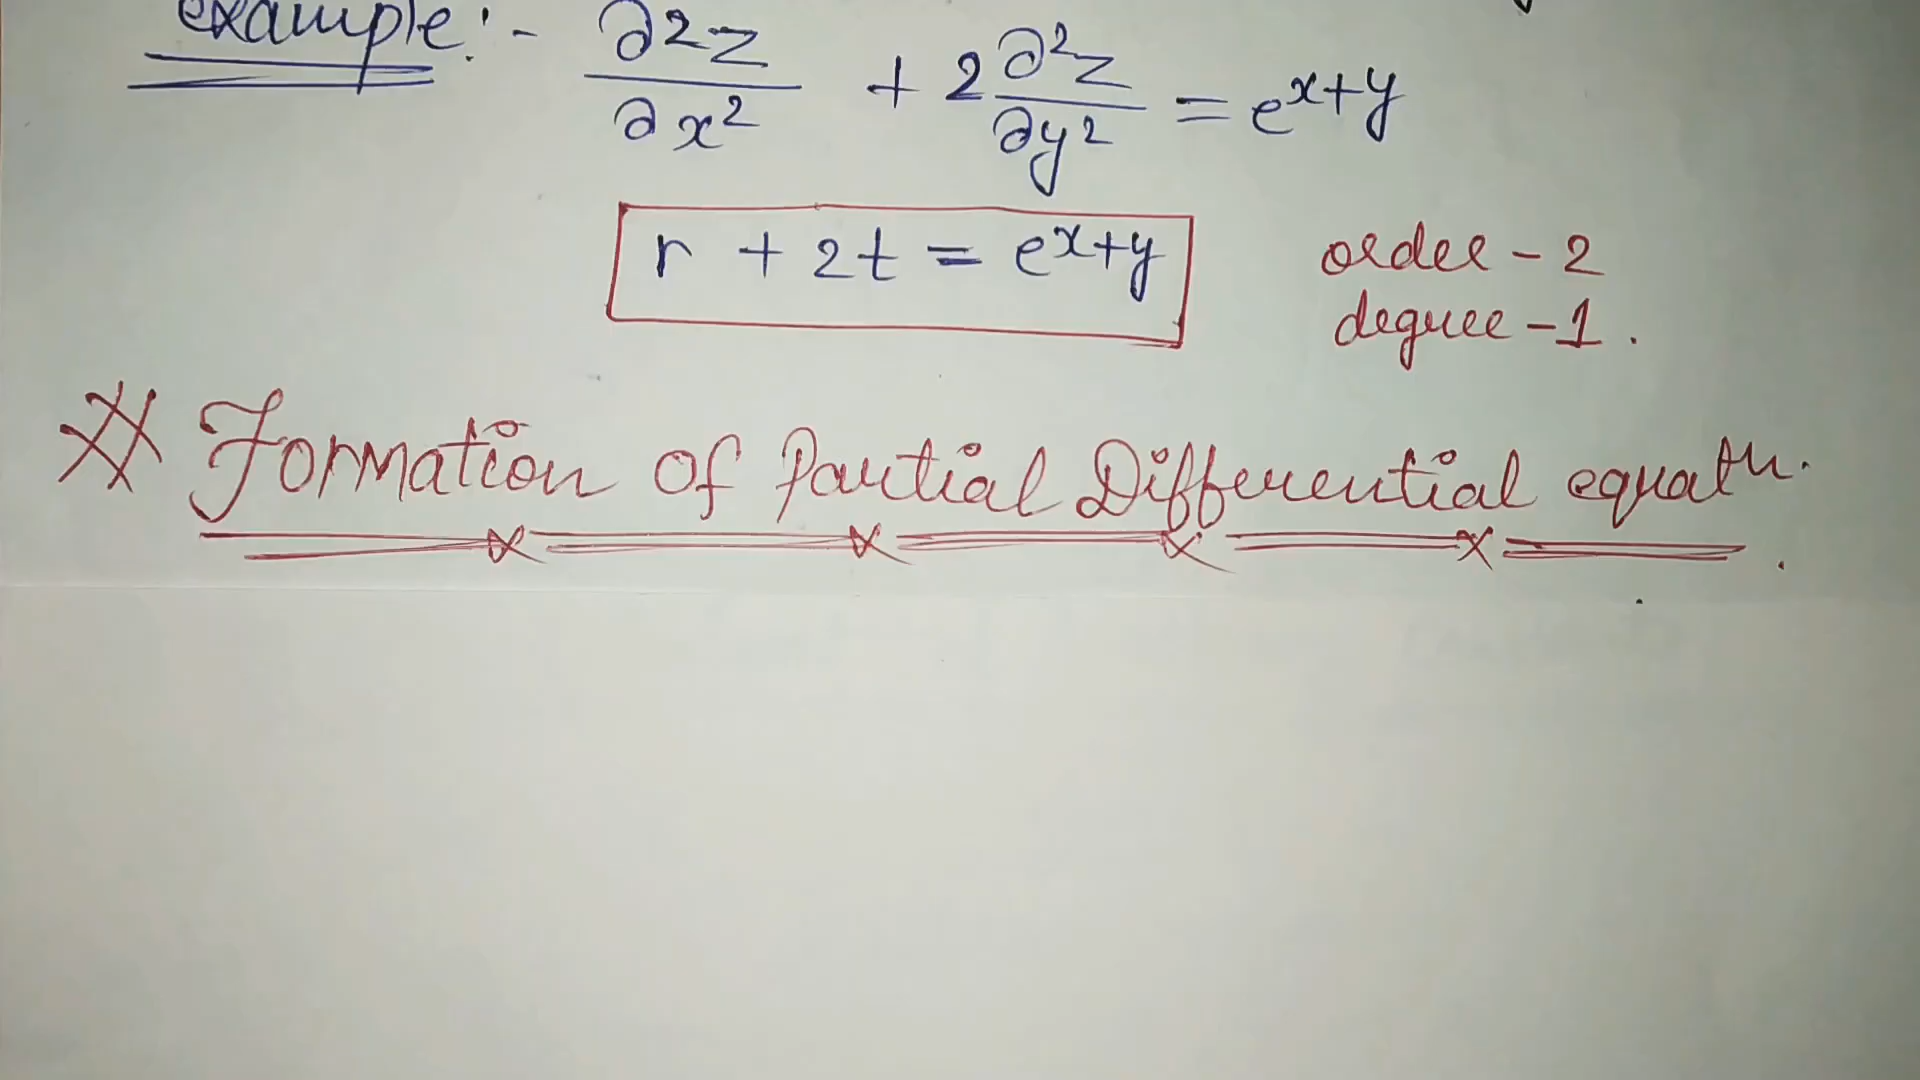 example:- ∂²z/∂x² + 2 ∂²z/∂y² = e^(x+y)
r + 2t = e^(x+y)
order - 2
degree - 1.
※ Formation of Partial Differential equatn.